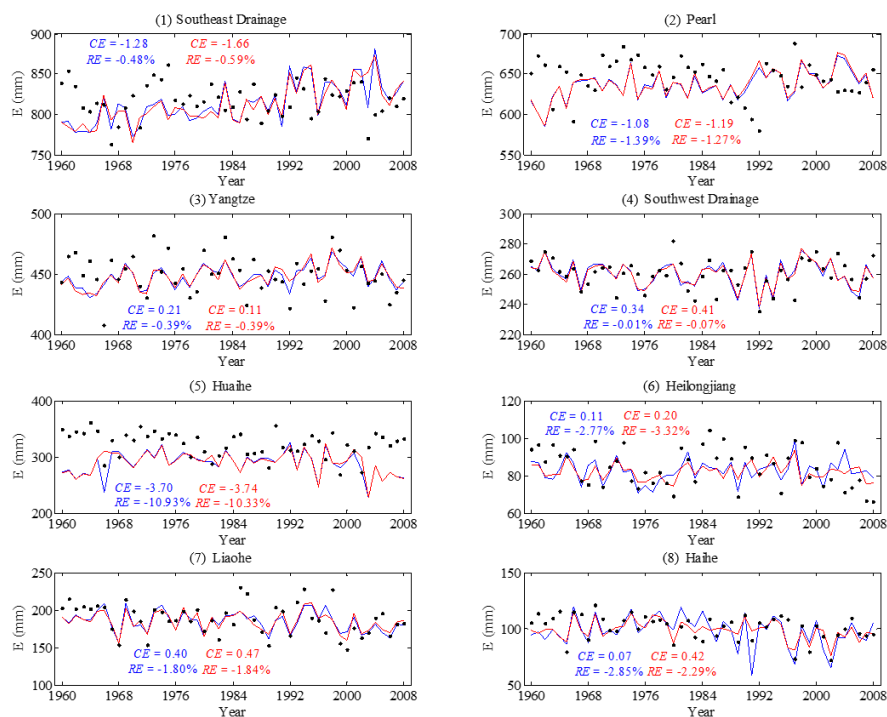 (1) Southeast Drainage
900
850
800
750
E (mm)
CE = -1.28
RE = -0.48%
CE = -1.66
RE = -0.59%
1960 1968 1976 1984 1992 2000 2008
Year
(2) Pearl
700
650
600
550
E (mm)
CE = -1.08
RE = -1.39%
CE = -1.19
RE = -1.27%
1960 1968 1976 1984 1992 2000 2008
Year
(3) Yangtze
500
450
400
E (mm)
CE = 0.21
RE = -0.39%
CE = 0.11
RE = -0.39%
1960 1968 1976 1984 1992 2000 2008
Year
(4) Southwest Drainage
300
280
260
240
220
E (mm)
CE = 0.34
RE = -0.01%
CE = 0.41
RE = -0.07%
1960 1968 1976 1984 1992 2000 2008
Year
(5) Huaihe
400
300
200
E (mm)
CE = -3.70
RE = -10.93%
CE = -3.74
RE = -10.33%
1960 1968 1976 1984 1992 2000 2008
Year
(6) Heilongjiang
120
100
80
60
E (mm)
CE = 0.11
RE = -2.77%
CE = 0.20
RE = -3.32%
1960 1968 1976 1984 1992 2000 2008
Year
(7) Liaohe
250
200
150
100
E (mm)
CE = 0.40
RE = -1.80%
CE = 0.47
RE = -1.84%
1960 1968 1976 1984 1992 2000 2008
Year
(8) Haihe
150
100
50
E (mm)
CE = 0.07
RE = -2.85%
CE = 0.42
RE = -2.29%
1960 1968 1976 1984 1992 2000 2008
Year